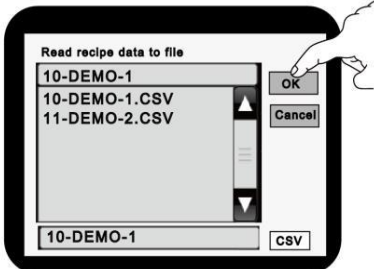 Read recipe data to file
10-DEMO-1
OK
10-DEMO-1.CSV
11-DEMO-2.CSV
Cancel
10-DEMO-1
CSV